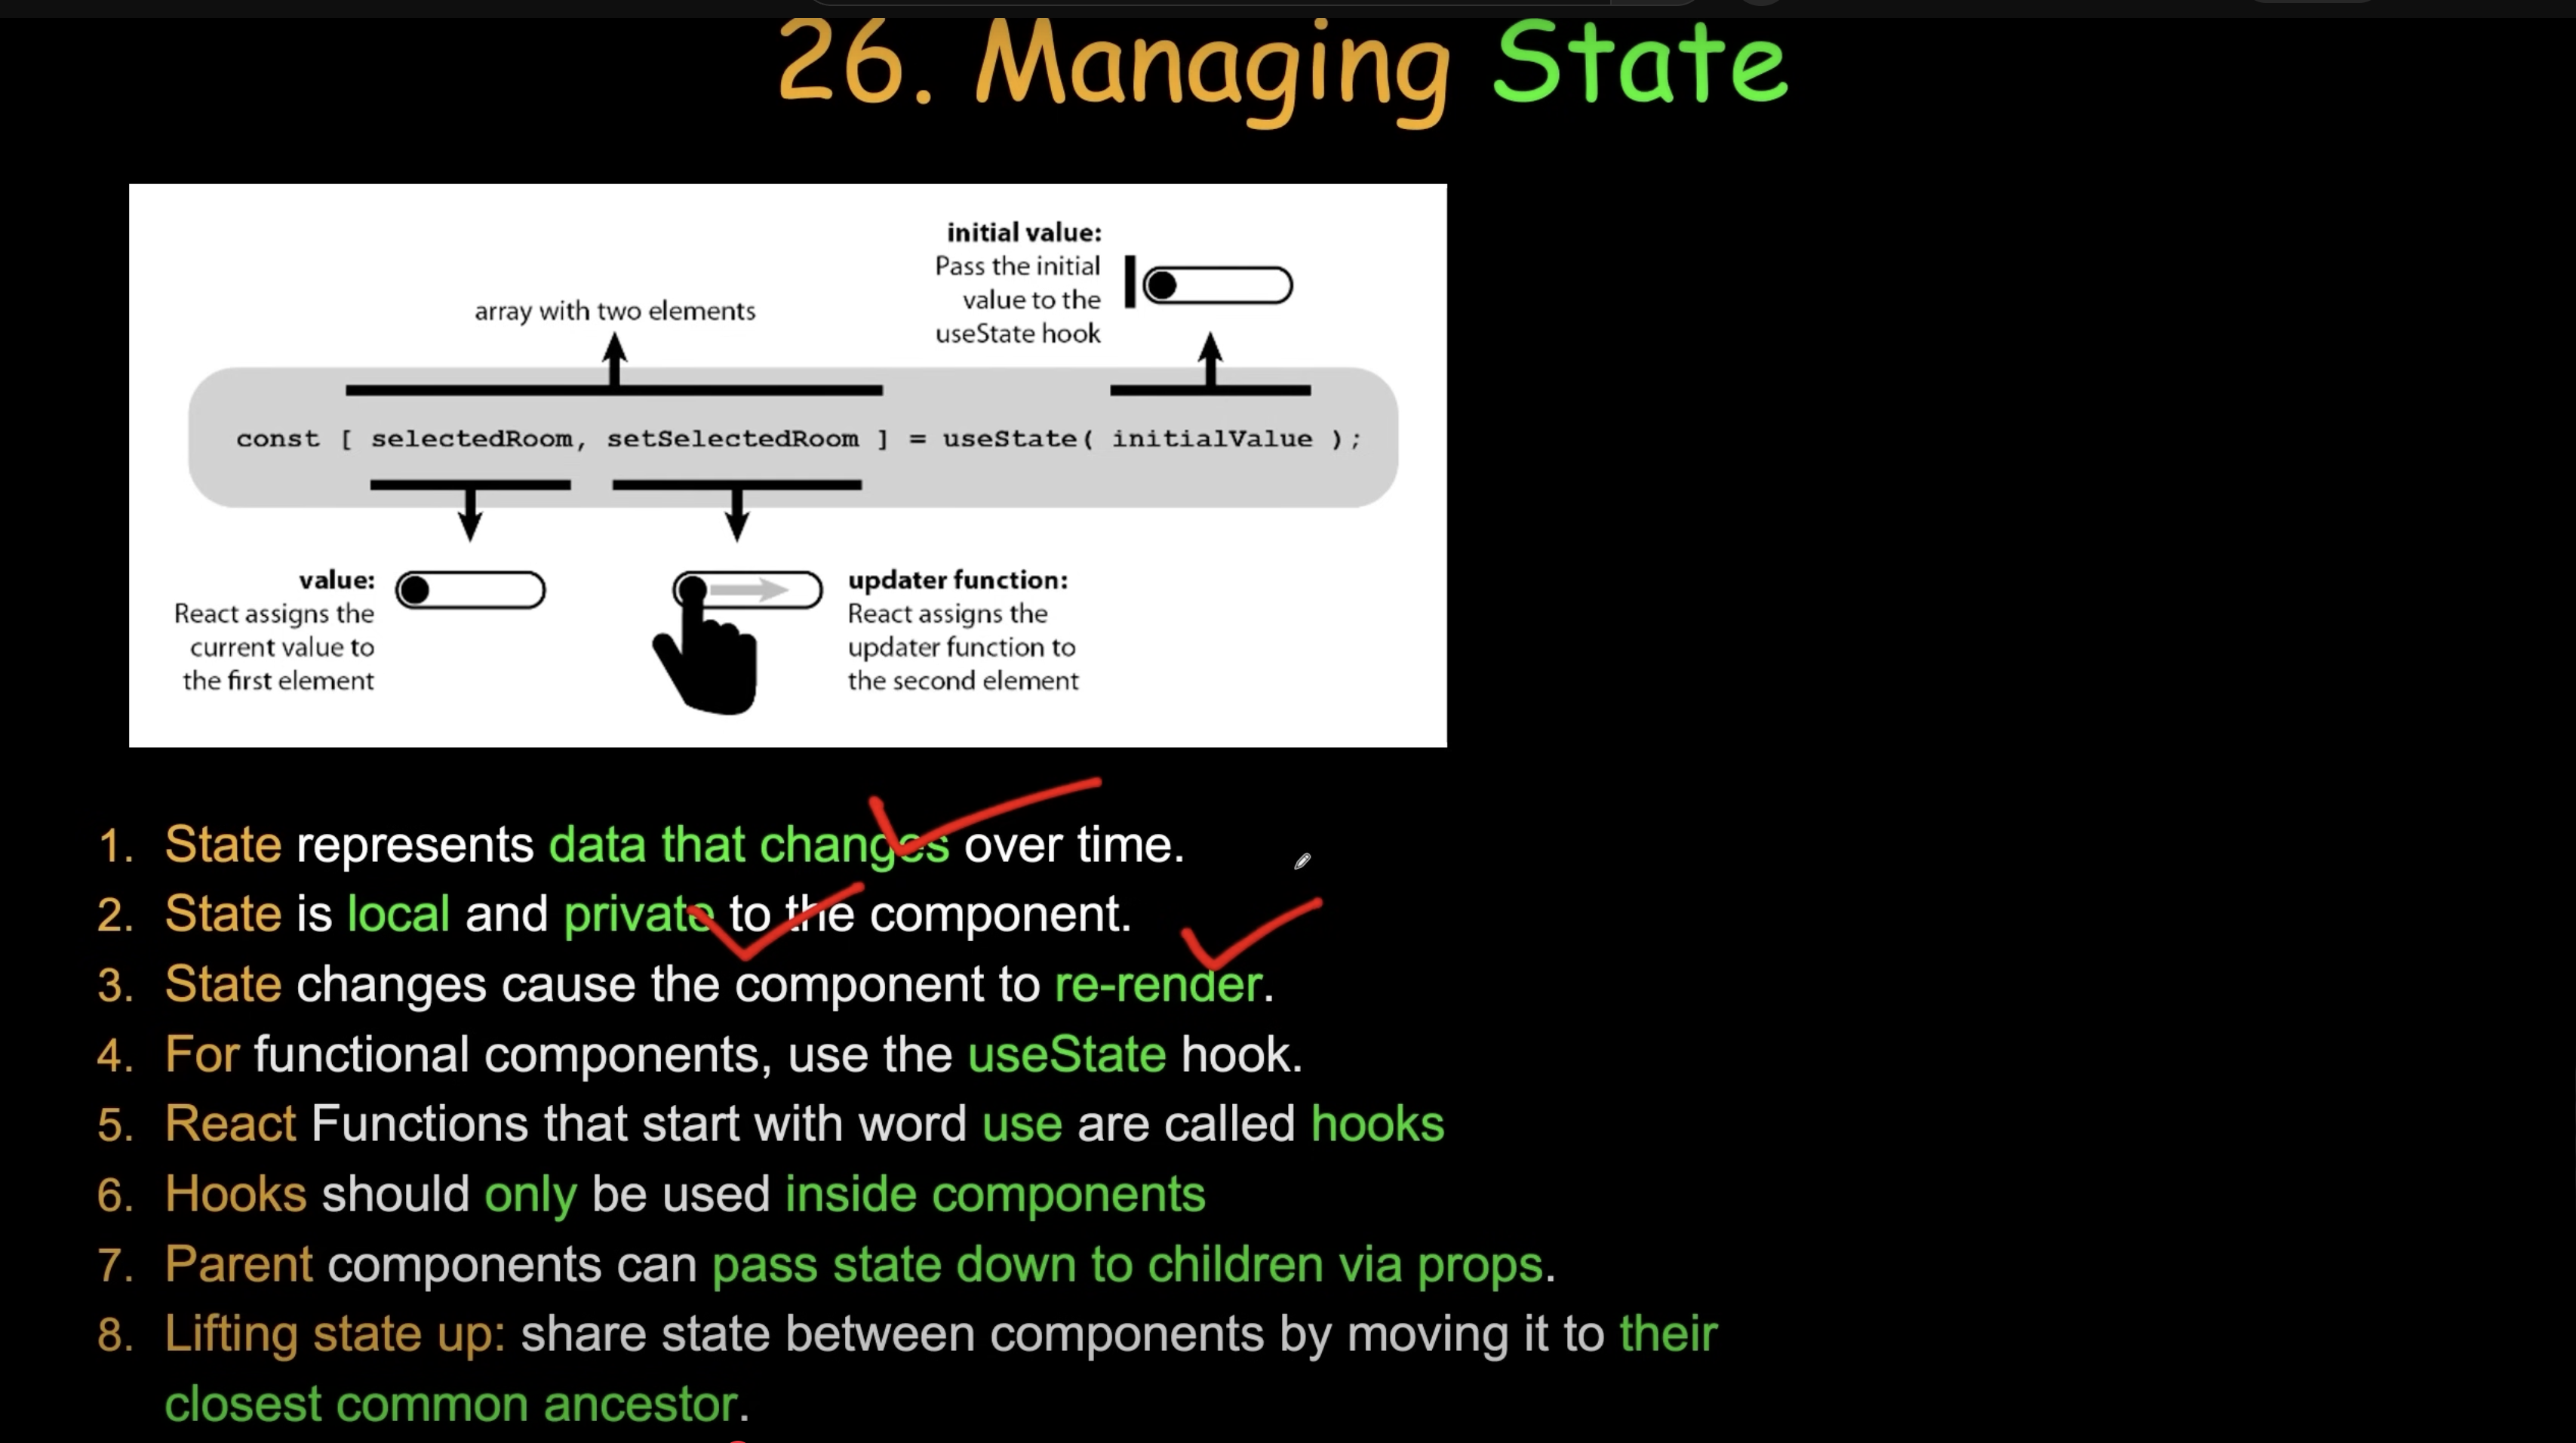 26. Managing State
initial value:
Pass the initial
value to the
useState hook
array with two elements
const [ selectedRoom, setSelectedRoom ] = useState( initialValue );
value:
React assigns the
current value to
the first element
updater function:
React assigns the
updater function to
the second element
1. State represents data that changes over time.
2. State is local and private to the component.
3. State changes cause the component to re-render.
4. For functional components, use the useState hook.
5. React Functions that start with word use are called hooks
6. Hooks should only be used inside components
7. Parent components can pass state down to children via props.
8. Lifting state up: share state between components by moving it to their
closest common ancestor.